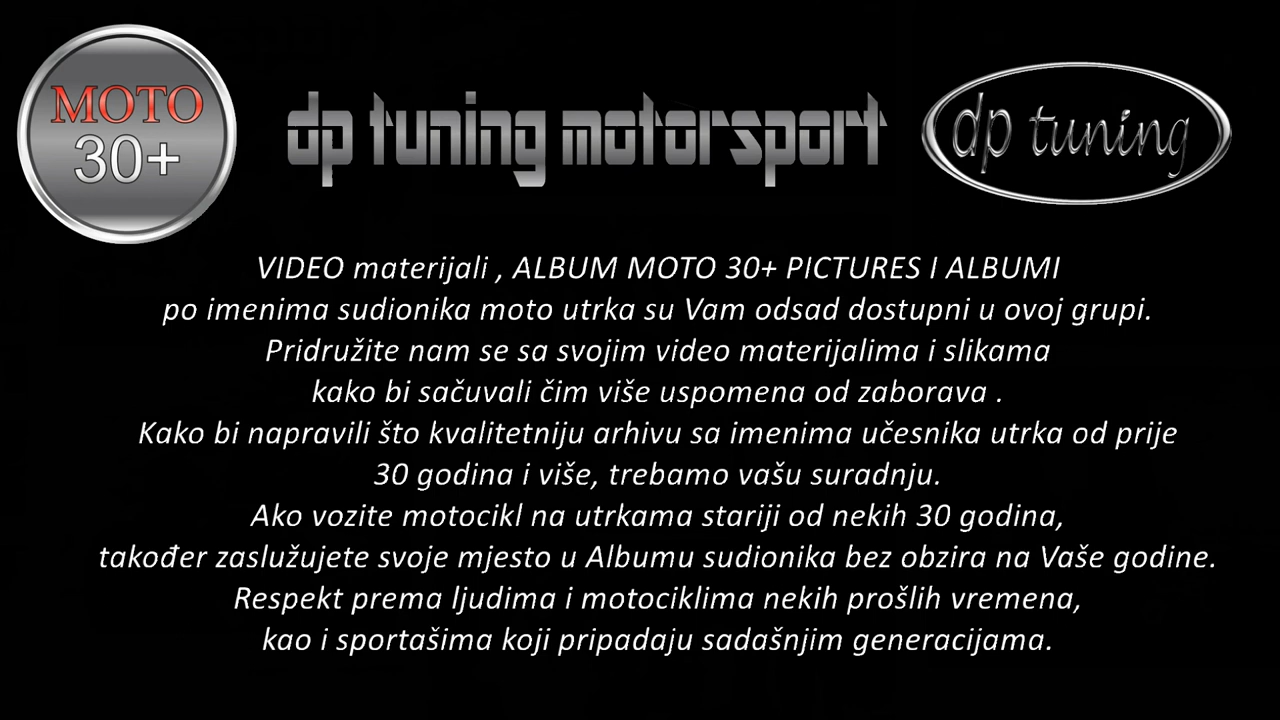 MOTO
30+
dp tuning motorsport
dp tuning
VIDEO materijali , ALBUM MOTO 30+ PICTURES I ALBUMI
po imenima sudionika moto utrka su Vam odsad dostupni u ovoj grupi.
Pridružite nam se sa svojim video materijalima i slikama
kako bi sačuvali čim više uspomena od zaborava .
Kako bi napravili što kvalitetniju arhivu sa imenima učesnika utrka od prije
30 godina i više, trebamo vašu suradnju.
Ako vozite motocikl na utrkama stariji od nekih 30 godina,
također zaslužujete svoje mjesto u Albumu sudionika bez obzira na Vaše godine.
Respekt prema ljudima i motociklima nekih prošlih vremena,
kao i sportašima koji pripadaju sadašnjim generacijama.